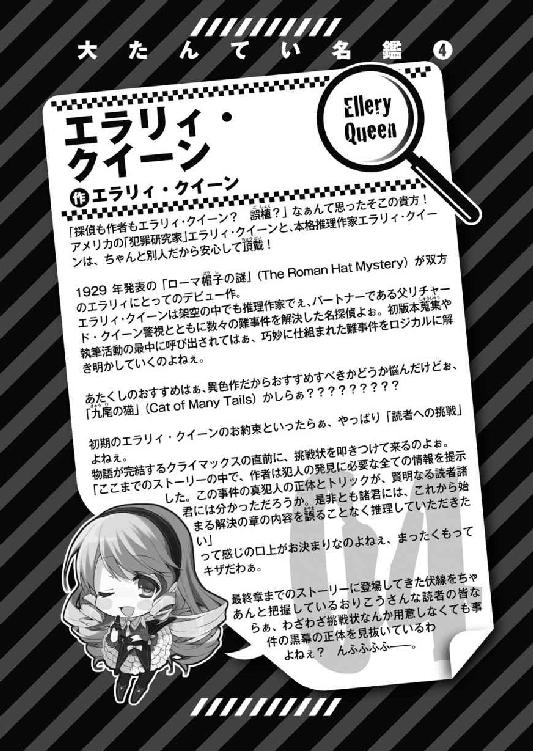 大たんてい名鑑❹
Ellery
Queen
エラリィ・
クイーン
作エラリィ・クイーン
「探偵も作者もエラリィ・クイーン？　誤植？」なぁんて思ったそこの貴方！
アメリカの「犯罪研究家」エラリィ・クイーンと、本格推理作家エラリィ・クイー
ンは、ちゃんと別人だから安心して頂戴！
1929 年発表の「ローマ帽子の謎」（The Roman Hat Mystery）が双方
のエラリィにとってのデビュー作。
エラリィ・クイーンは架空の中でも推理作家でぇ、パートナーである父リチャー
ド・クイーン警視とともに数々の難事件を解決した名探偵よぉ。初版本蒐集や
執筆活動の最中に呼び出されてはぁ、巧妙に仕組まれた難事件をロジカルに解
き明かしていくのよねぇ。
あたくしのおすすめはぁ、異色作だからおすすめすべきかどうか悩んだけどぉ、
「九尾の猫」（Cat of Many Tails）かしらぁ？？？？？？？？？
初期のエラリィ・クイーンのお約束といったらぁ、やっぱり「読者への挑戦」
よねぇ。
物語が完結するクライマックスの直前に、挑戦状を叩きつけて来るのよぉ。
「ここまでのストーリーの中で、作者は犯人の発見に必要な全ての情報を提示
した。この事件の真犯人の正体とトリックが、賢明なる読者諸
君には分かっただろうか。是非とも諸君には、これから始
まる解決の章の内容を誤ることなく推理していただきた
い」
って感じの口上がお決まりなのよねぇ、まったくもって
キザだわぁ。
最終章までのストーリーに登場してきた伏線をちゃ
あんと把握しているおりこうさんな読者の皆な
らぁ、わざわざ挑戦状なんか用意しなくても事
件の黒幕の正体を見抜いているわ
よねぇ？　んふふふふ──。